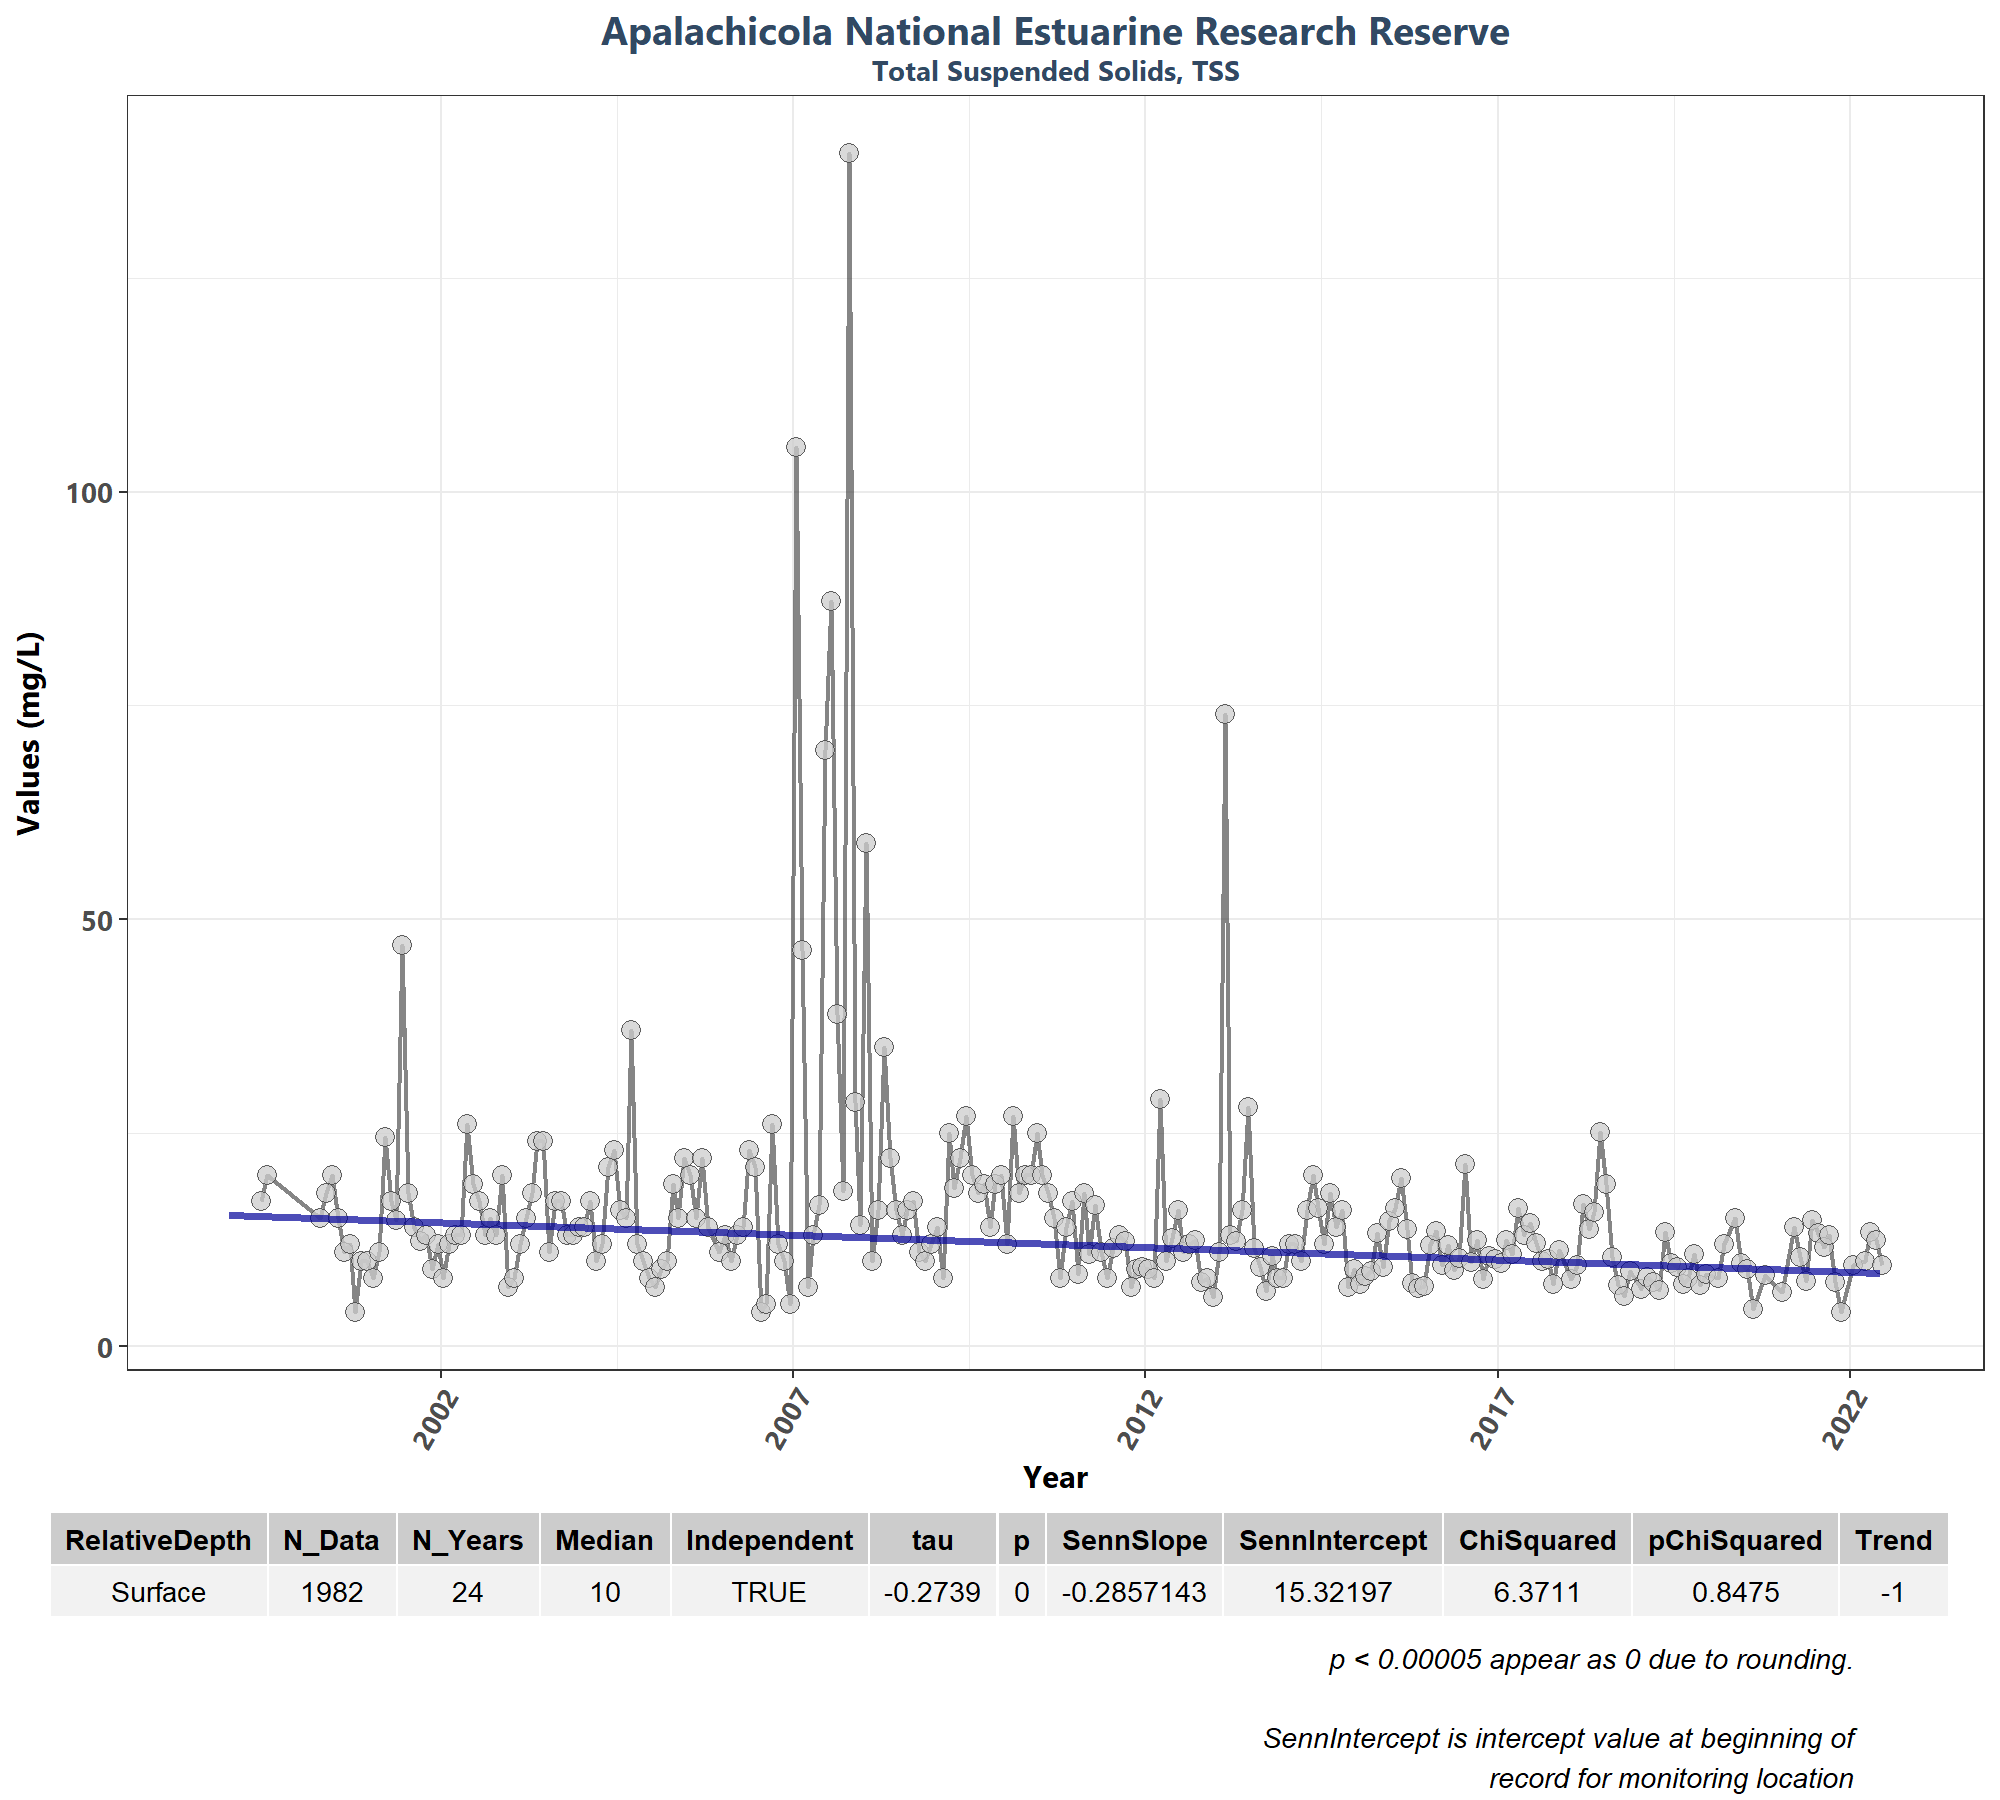 Apalachicola National Estuarine Research Reserve
Total Suspended Solids, TSS
Values (mg/L)
100
50
0
2002
2007
2012
2017
2022
Year
RelativeDepth N_Data N_Years Median Independent tau p SennSlope SennIntercept ChiSquared pChiSquared Trend
Surface 1982 24 10 TRUE -0.2739 0 -0.2857143 15.32197 6.3711 0.8475 -1
p < 0.00005 appear as 0 due to rounding.
SennIntercept is intercept value at beginning of
record for monitoring location